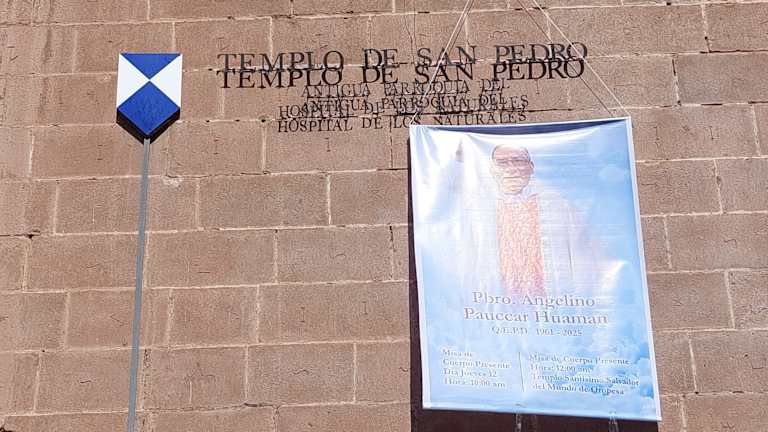 TEMPLO DE SAN PEDRO
ANTIGUA PARROQUIA DEL
HOSPITAL DE LOS NATURALES
Pbro. Angelino
Pauccar Huaman
Q.E.P.D. 1961 - 2025
Misa de
Cuerpo Presente
Dia Jueves 12
Hora: 10:00 am
Misa de Cuerpo Presente
Hora: 12:00 am
Templo Santísimo Salvador
del Mundo de Oropesa